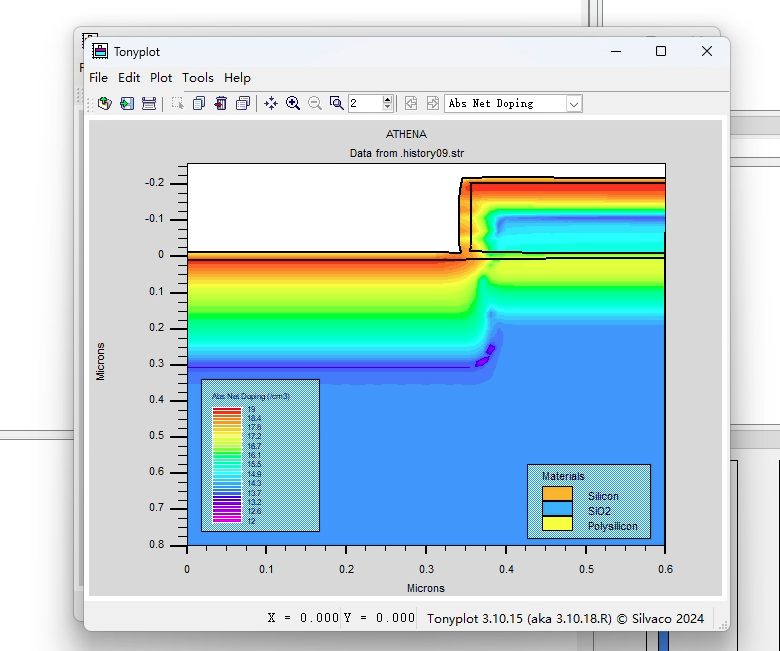 Tonyplot
File Edit Plot Tools Help
2 Abs Net Doping
ATHENA
Data from .history09.str
-0.2
-0.1
0
0.1
0.2
0.3
0.4
0.5
0.6
0.7
0.8
Microns
Abs Net Doping (/cm3)
19
18.4
17.8
17.2
16.7
16.1
15.5
14.9
14.3
13.7
13.2
12.6
12
Materials
Silicon
SiO2
Polysilicon
0 0.1 0.2 0.3 0.4 0.5 0.6
Microns
X = 0.000 Y = 0.000 Tonyplot 3.10.15 (aka 3.10.18.R) © Silvaco 2024